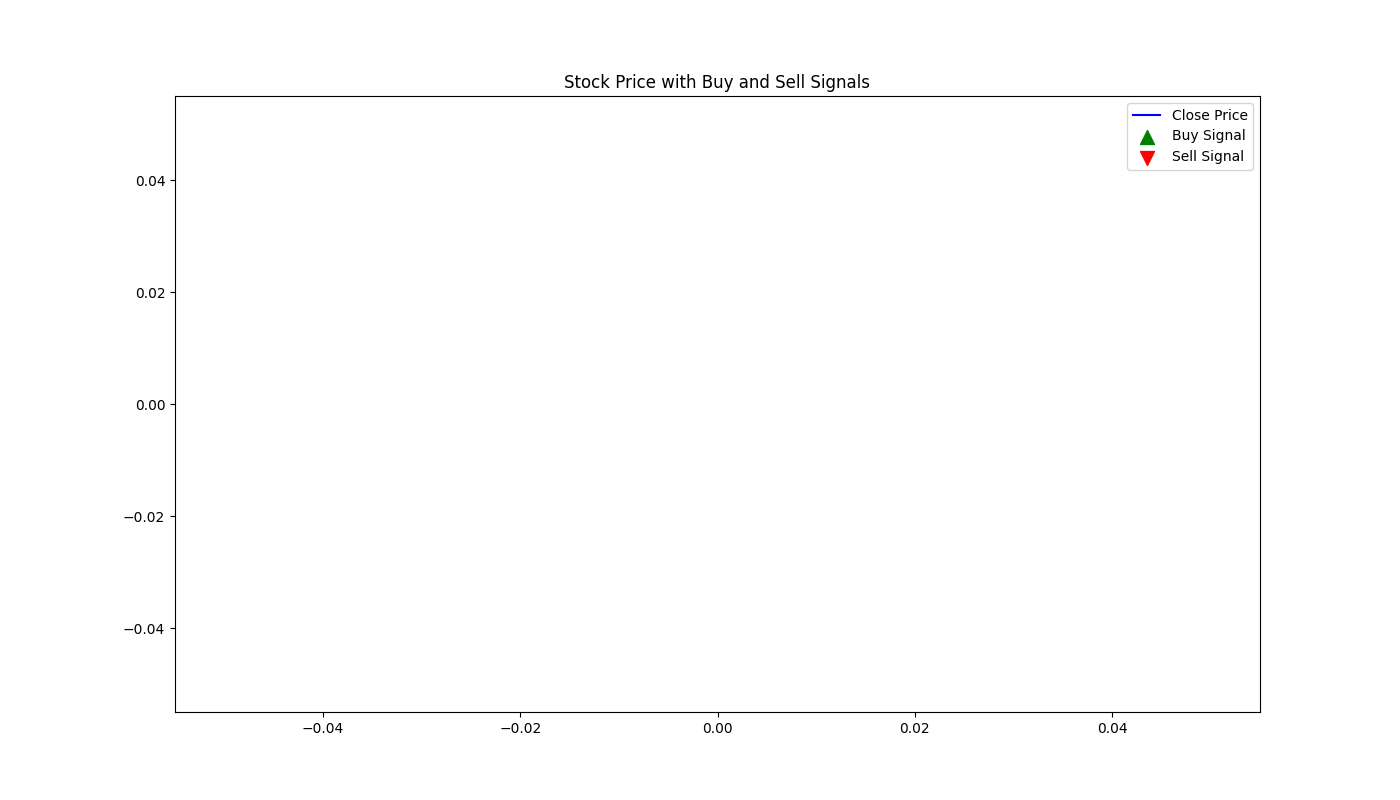 Stock Price with Buy and Sell Signals
Close Price
Buy Signal
Sell Signal
0.04
0.02
0.00
−0.02
−0.04
−0.04 −0.02 0.00 0.02 0.04